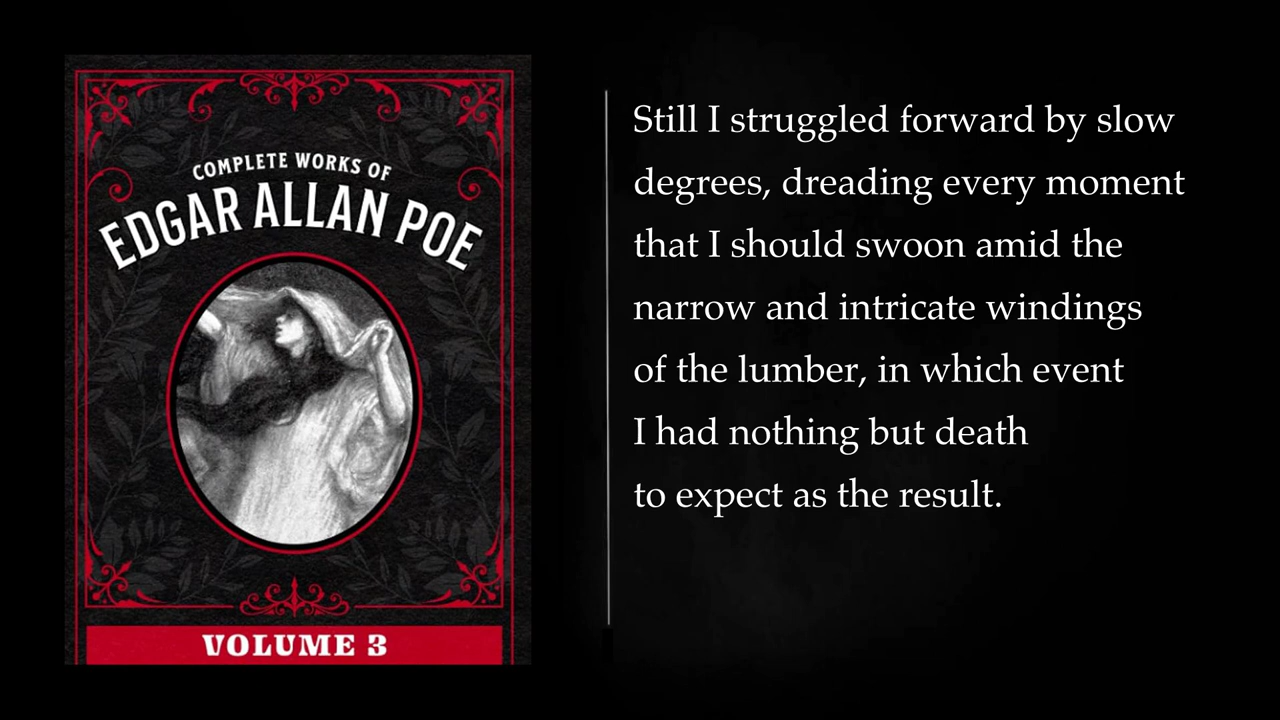 COMPLETE WORKS OF
EDGAR ALLAN POE
VOLUME 3
Still I struggled forward by slow
degrees, dreading every moment
that I should swoon amid the
narrow and intricate windings
of the lumber, in which event
I had nothing but death
to expect as the result.